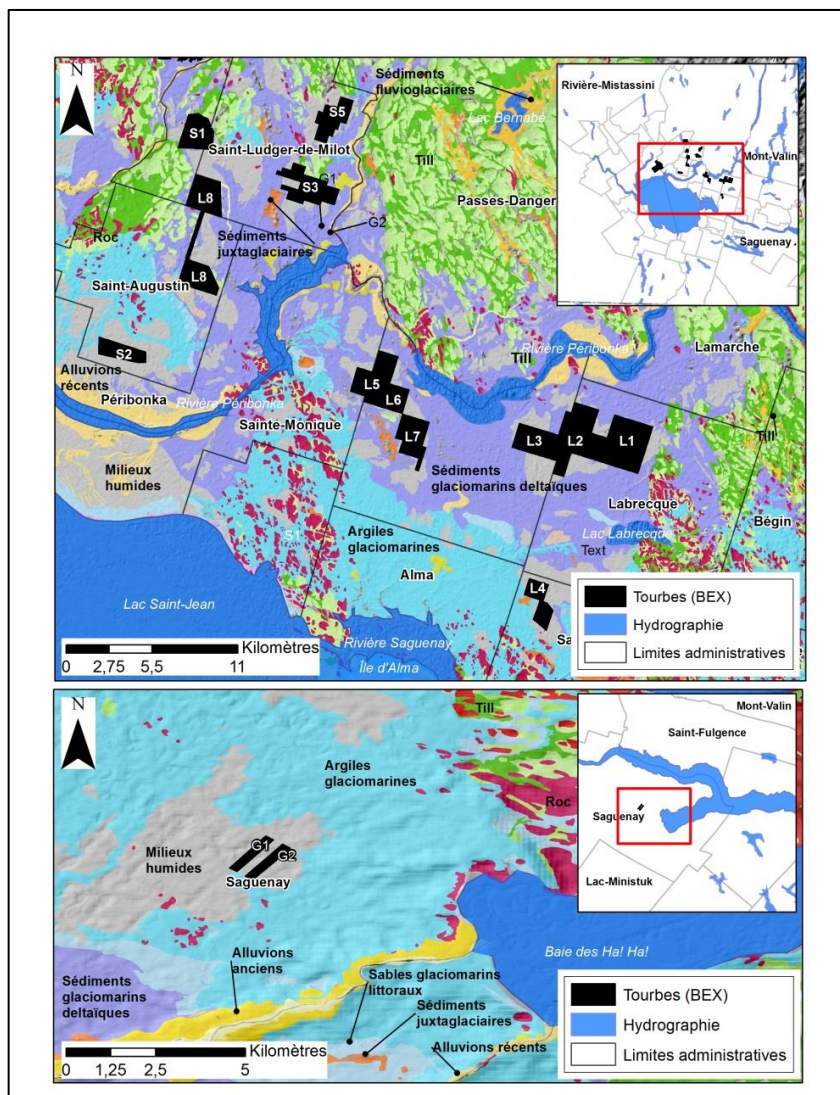 N
Sédiments
fluvioglaciaires
Lac Bernabé
S5
S1
Saint-Ludger-de-Milot
Till
S3
G1
G2
L8
Passes-Danger
Roc
Sédiments
juxtaglaciaires
Saint-Augustin
L8
S2
Alluvions
récents
Péribonka
Rivière Péribonka
Till
Rivière Péribonka
Lamarche
L5
L6
Sainte-Monique
L7
L3
L2
L1
Till
Milieux
humides
Sédiments
glaciomarins deltaïques
Labrecque
Bégin
S1
Argiles
glaciomarines
Lac Labrecque
Text
Alma
L4
Sa
Lac Saint-Jean
Rivière Saguenay
Île d'Alma
Kilomètres
0 2,75 5,5 11
Rivière-Mistassini
Mont-Valin
Saguenay
Tourbes (BEX)
Hydrographie
Limites administratives
N
Till
Argiles
glaciomarines
Roc
Milieux
humides
G1
G2
Saguenay
Baie des Ha! Ha!
Alluvions
anciens
Sédiments
glaciomarins
deltaïques
Sables glaciomarins
littoraux
Sédiments
juxtaglaciaires
Alluvions récents
Kilomètres
0 1,25 2,5 5
Mont-Valin
Saint-Fulgence
Saguenay
Lac-Ministuk
Tourbes (BEX)
Hydrographie
Limites administratives